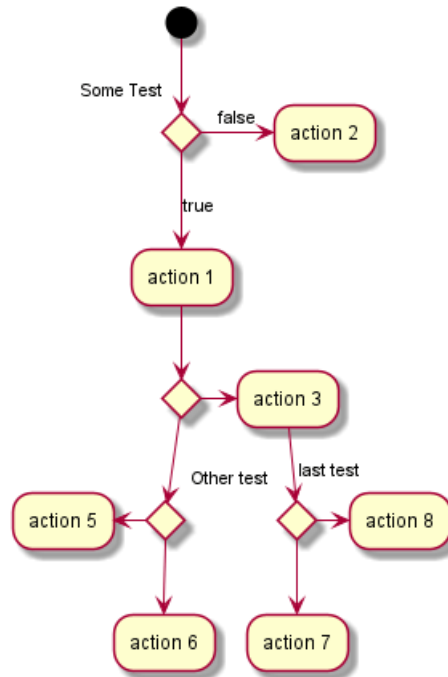 Some Test
false
action 2
true
action 1
action 3
Other test
last test
action 5
action 8
action 6
action 7